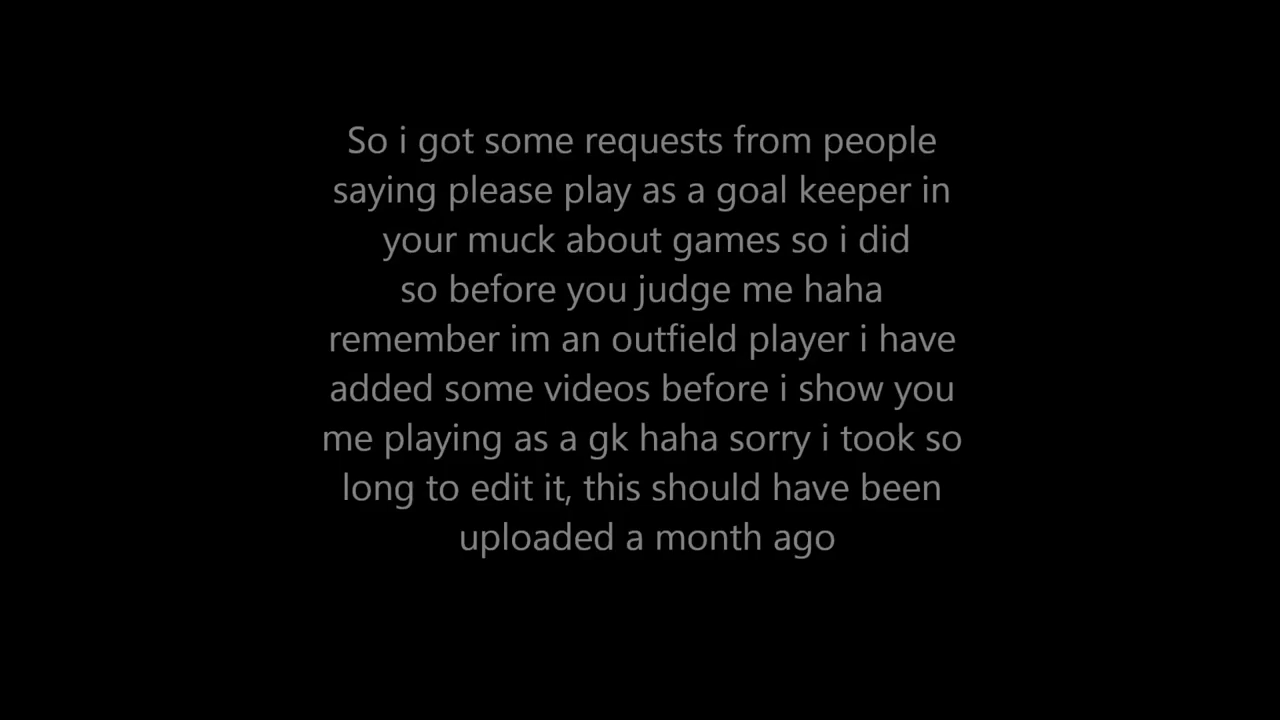 So i got some requests from people
saying please play as a goal keeper in
your muck about games so i did
so before you judge me haha
remember im an outfield player i have
added some videos before i show you
me playing as a gk haha sorry i took so
long to edit it, this should have been
uploaded a month ago